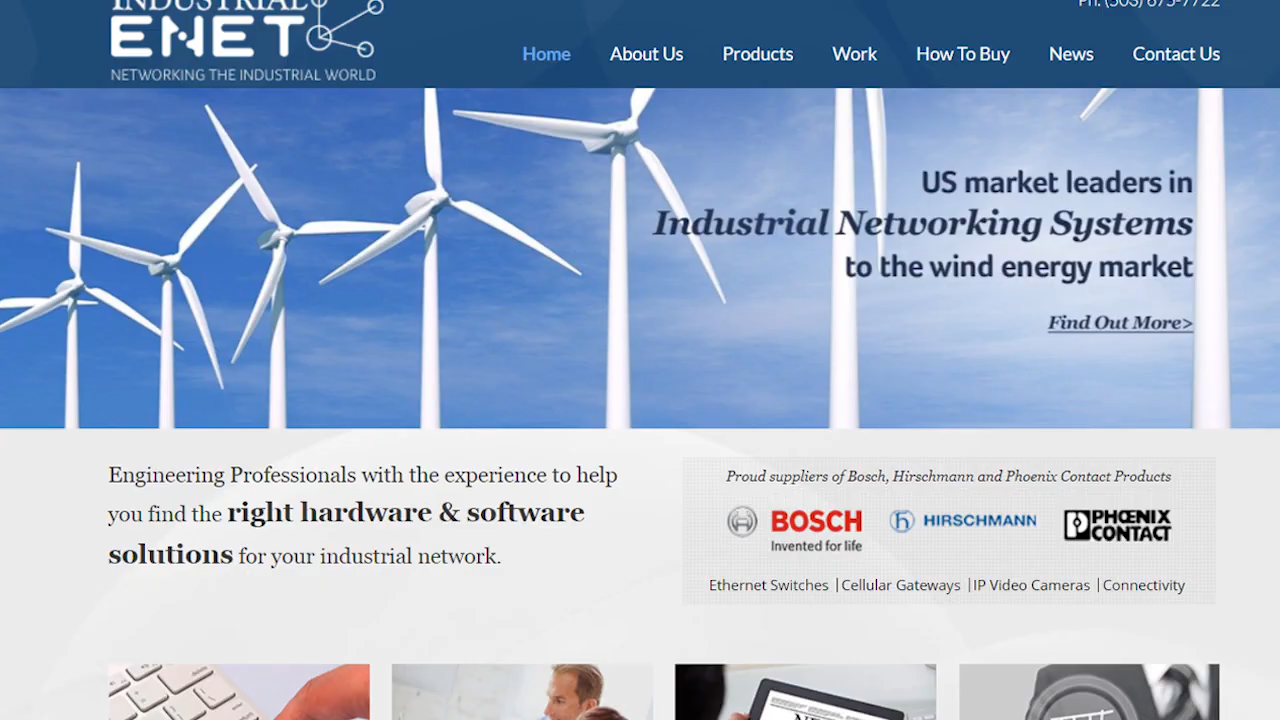 INDUSTRIAL
ENET
NETWORKING THE INDUSTRIAL WORLD
Ph. (503) 675-7722
Home About Us Products Work How To Buy News Contact Us
US market leaders in
Industrial Networking Systems
to the wind energy market
Find Out More>
Engineering Professionals with the experience to help
you find the right hardware & software
solutions for your industrial network.
Proud suppliers of Bosch, Hirschmann and Phoenix Contact Products
BOSCH
Invented for life
HIRSCHMANN
PHŒNIX
CONTACT
Ethernet Switches | Cellular Gateways | IP Video Cameras | Connectivity